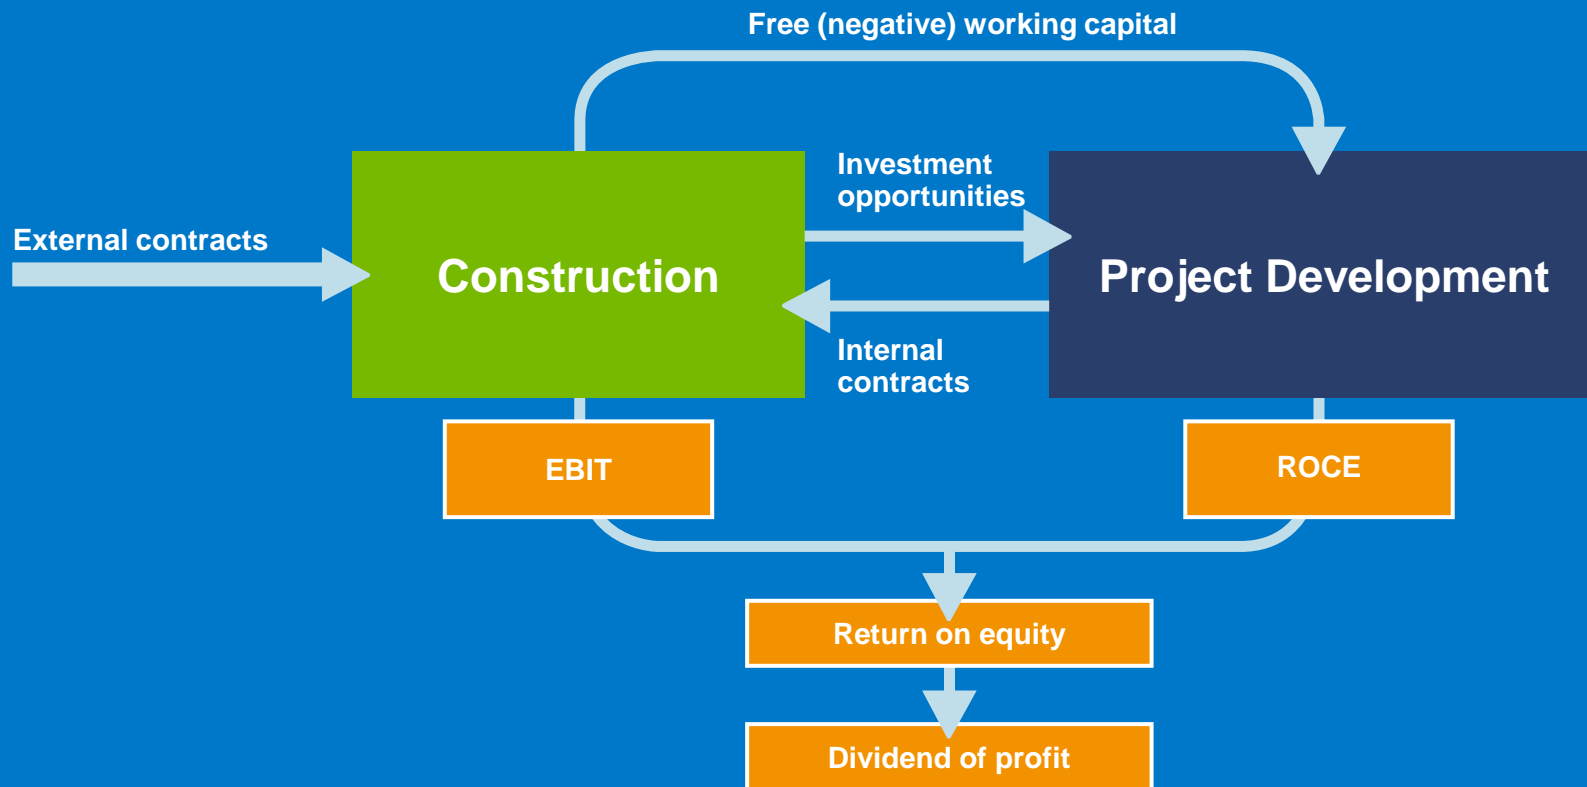 Free (negative) working capital
Investment
opportunities
External contracts
Construction
Project Development
Internal
contracts
EBIT
ROCE
Return on equity
Dividend of profit